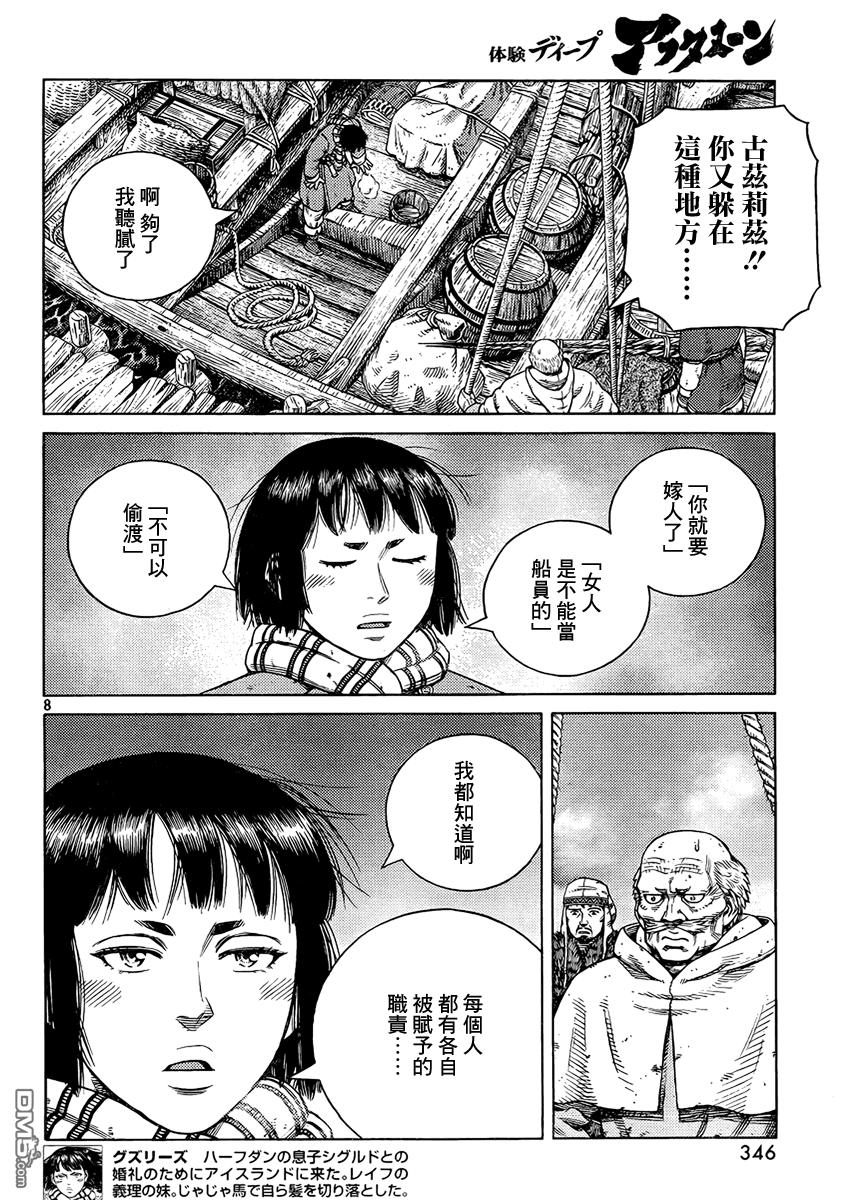 体験ディープ アフタヌーン
古茲莉茲!!
你又躲在
這種地方……
啊 夠了
我聽膩了
「你就要
嫁人了」
「女人
是不能當
船員的」
「不可以
偷渡」
8
我都知道啊
每個人
都有各自
被賦予的
職責……
346
DM5.com
グズリーズ ハーフダンの息子シグルドとの
婚礼のためにアイスランドに来た。レイフの
義理の妹。じゃじゃ馬で自ら髪を切り落とした。